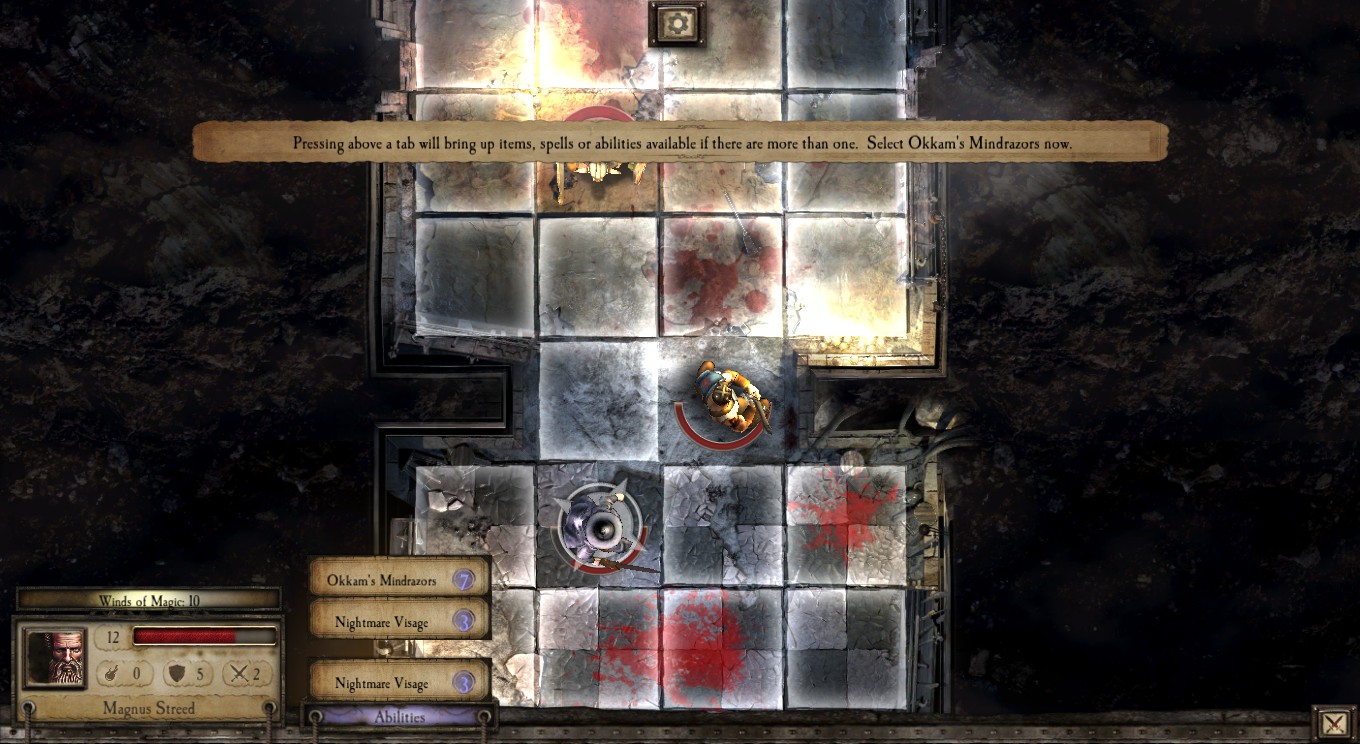 Pressing above a tab will bring up items, spells or abilities available if there are more than one. Select Okkam's Mindrazors now.
Okkam's Mindrazors 7
Nightmare Visage 3
Winds of Magic: 10
12
0 5 2
Magnus Streed
Nightmare Visage 3
Abilities